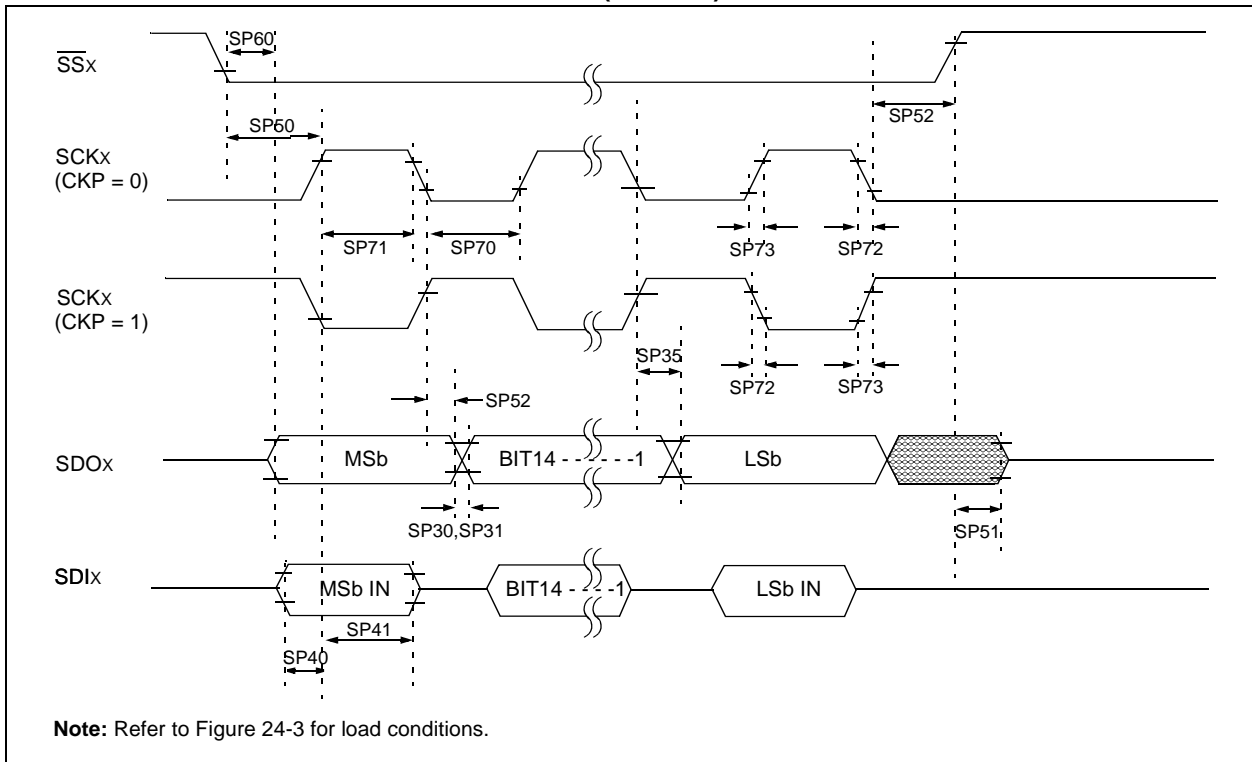 SP60
SSX
SP52
SP50
SCKX
(CKP = 0)
SP71
SP70
SP73
SP72
SCKX
(CKP = 1)
SP35
SP72
SP73
SP52
SDOX
MSb
BIT14 - - - - - -1
LSb
SP30,SP31
SP51
SDIX
MSb IN
BIT14 - - - -1
LSb IN
SP41
SP40
Note: Refer to Figure 24-3 for load conditions.